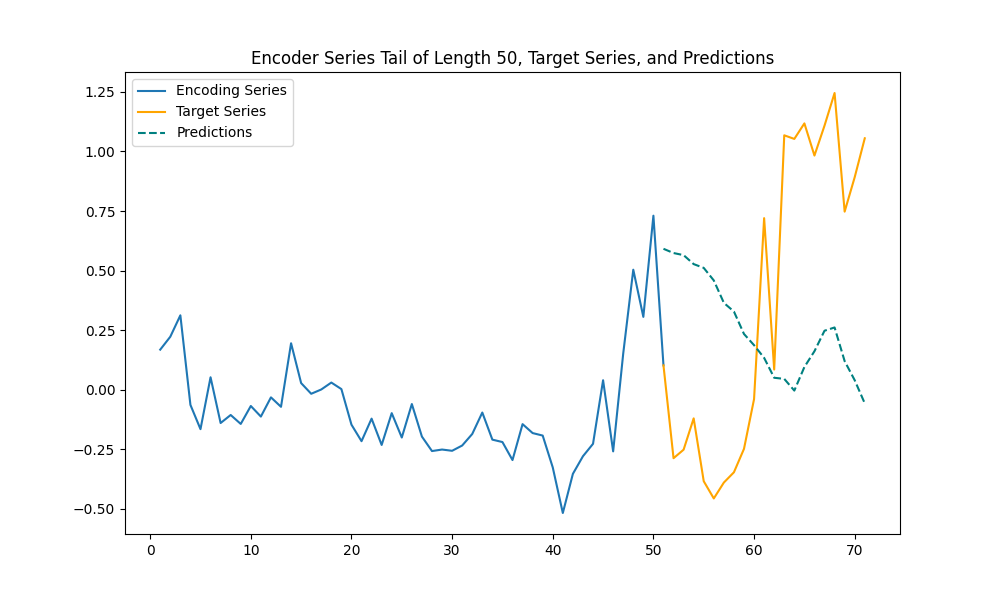 Encoder Series Tail of Length 50, Target Series, and Predictions
Encoding Series
Target Series
Predictions
1.25
1.00
0.75
0.50
0.25
0.00
−0.25
−0.50
0 10 20 30 40 50 60 70